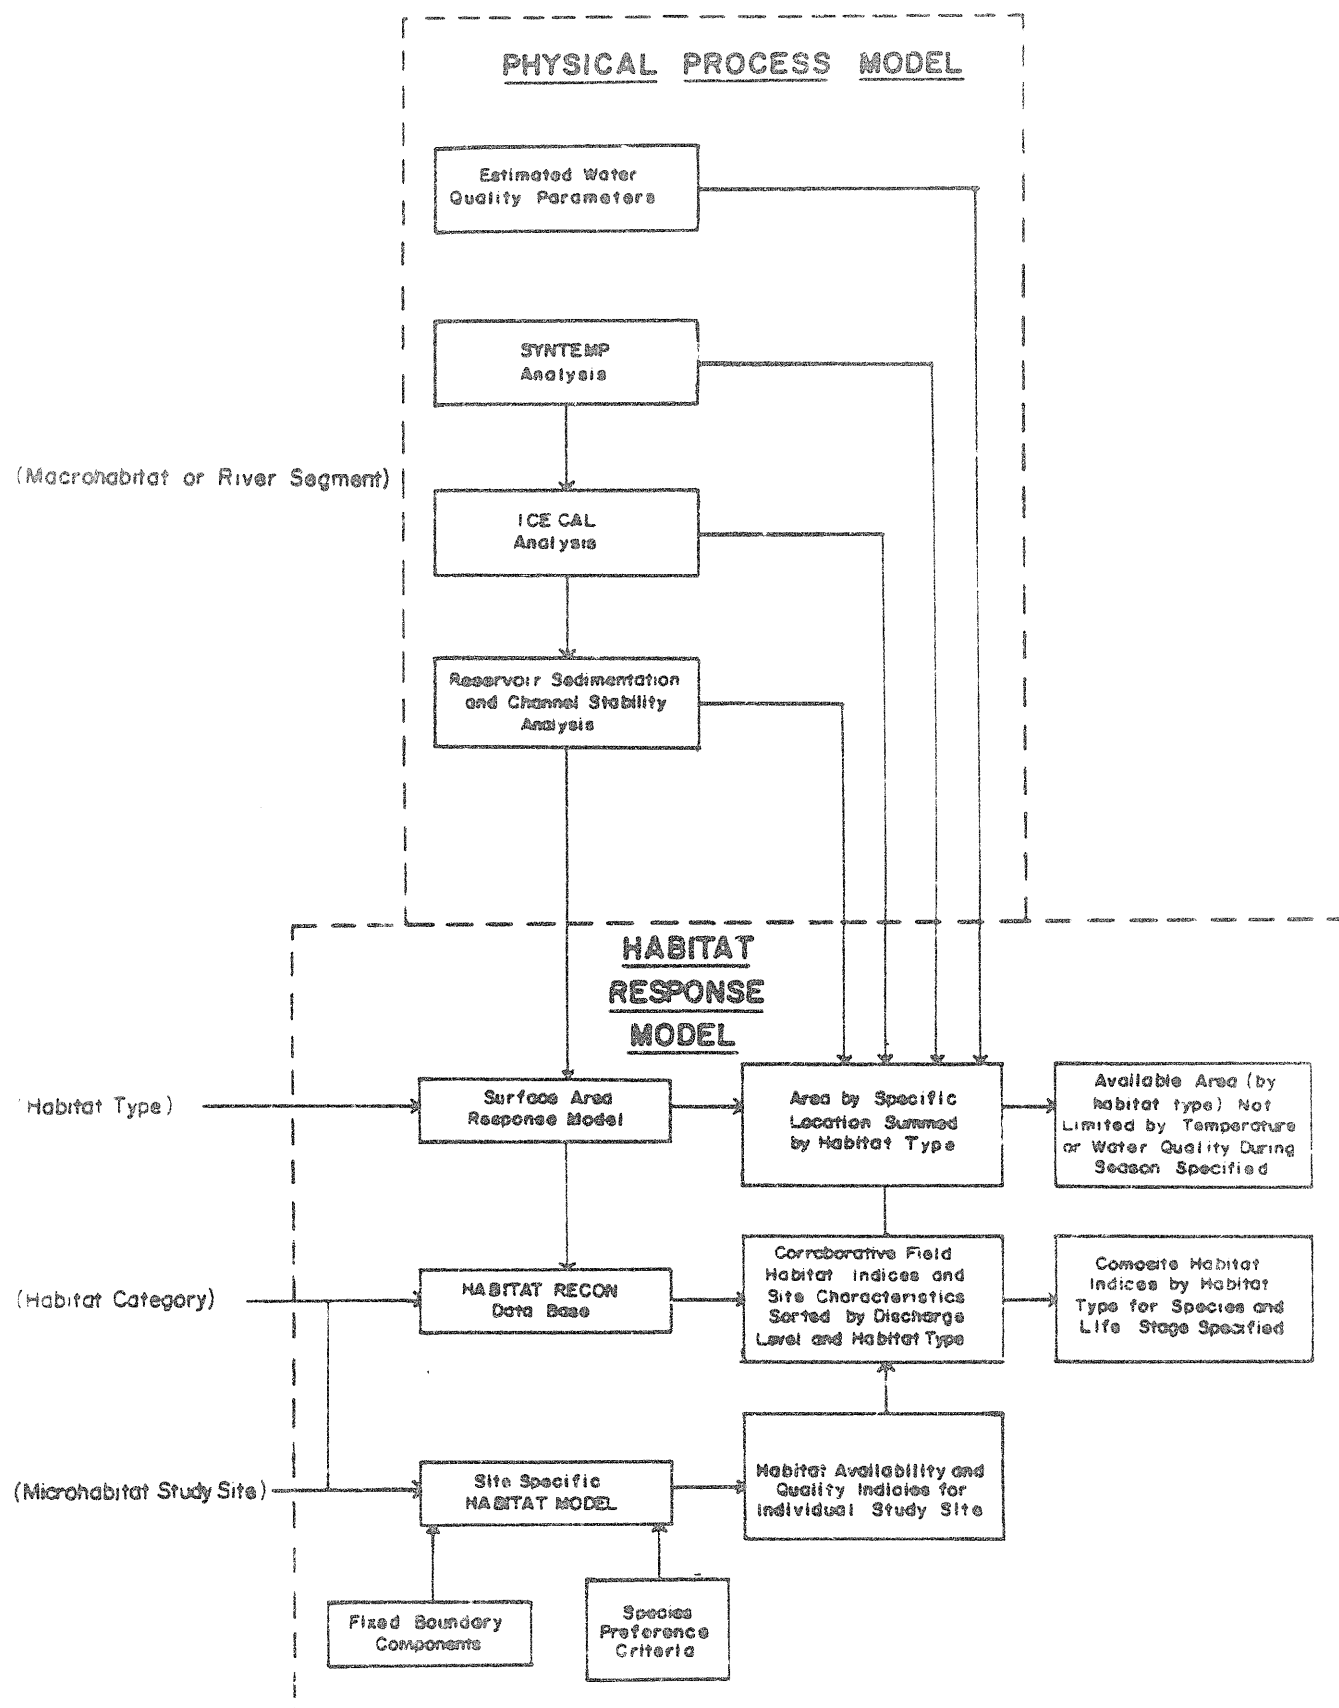 PHYSICAL PROCESS MODEL
Estimated Water
Quality Parameters
SYNTEMP
Analysis
(Macrohabitat or River Segment)
ICE CAL
Analysis
Reservoir Sedimentation
and Channel Stability
Analysis
HABITAT
RESPONSE
MODEL
Habitat Type)
Surface Area
Response Model
Area by Specific
Location Summed
by Habitat Type
Available Area (by
habitat type) Not
Limited by Temperature
or Water Quality During
Season Specified
(Habitat Category)
HABITAT RECON
Data Base
Corraborative Field
Habitat Indices and
Site Characteristics
Sorted by Discharge
Level and Habitat Type
Composite Habitat
Indices by Habitat
Type for Species and
Life Stage Specified
(Microhabitat Study Site)
Site Specific
HABITAT MODEL
Habitat Availability and
Quality Indicies for
Individual Study Site
Fixed Boundary
Components
Species
Preference
Criteria